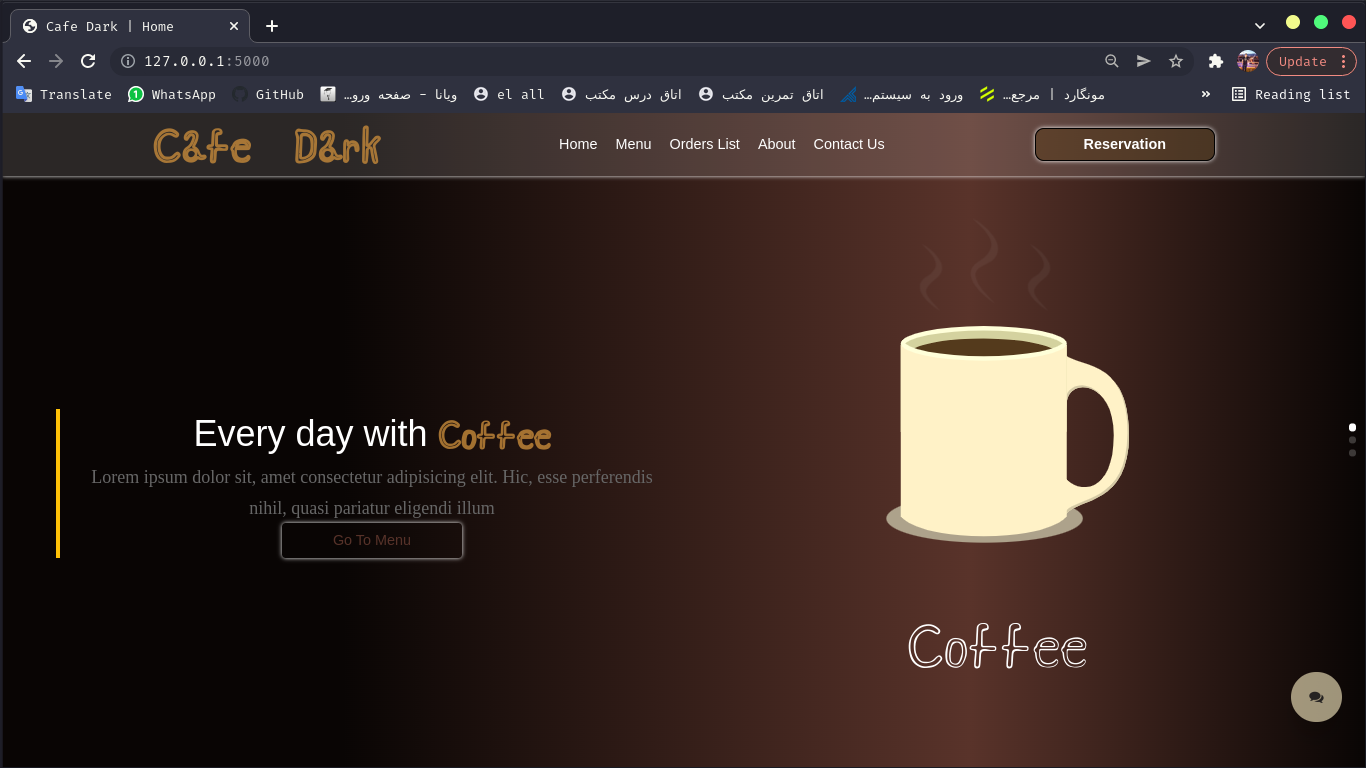 Cafe Dark | Home
127.0.0.1:5000
Update
Translate
WhatsApp
GitHub
ویانا - صفحه ورو...
el all
اتاق درس مکتب
اتاق تمرین مکتب
ورود به سیستم...
مونگارد | مرجع...
»
Reading list
Cafe Dark
Home Menu Orders List About Contact Us
Reservation
Every day with Coffee
Lorem ipsum dolor sit, amet consectetur adipisicing elit. Hic, esse perferendis
nihil, quasi pariatur eligendi illum
Go To Menu
Coffee